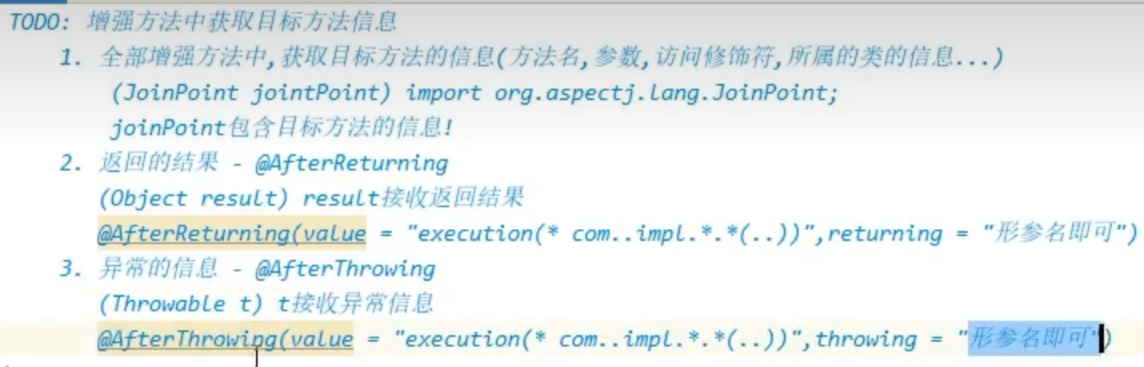 TODO: 增强方法中获取目标方法信息
1. 全部增强方法中,获取目标方法的信息(方法名,参数,访问修饰符,所属的类的信息...)
(JoinPoint jointPoint) import org.aspectj.lang.JoinPoint;
joinPoint包含目标方法的信息!
2. 返回的结果 - @AfterReturning
(Object result) result接收返回结果
@AfterReturning(value = "execution(* com..impl.*.*(..))",returning = "形参名即可")
3. 异常的信息 - @AfterThrowing
(Throwable t) t接收异常信息
@AfterThrowing(value = "execution(* com..impl.*.*(..))",throwing = "形参名即可")